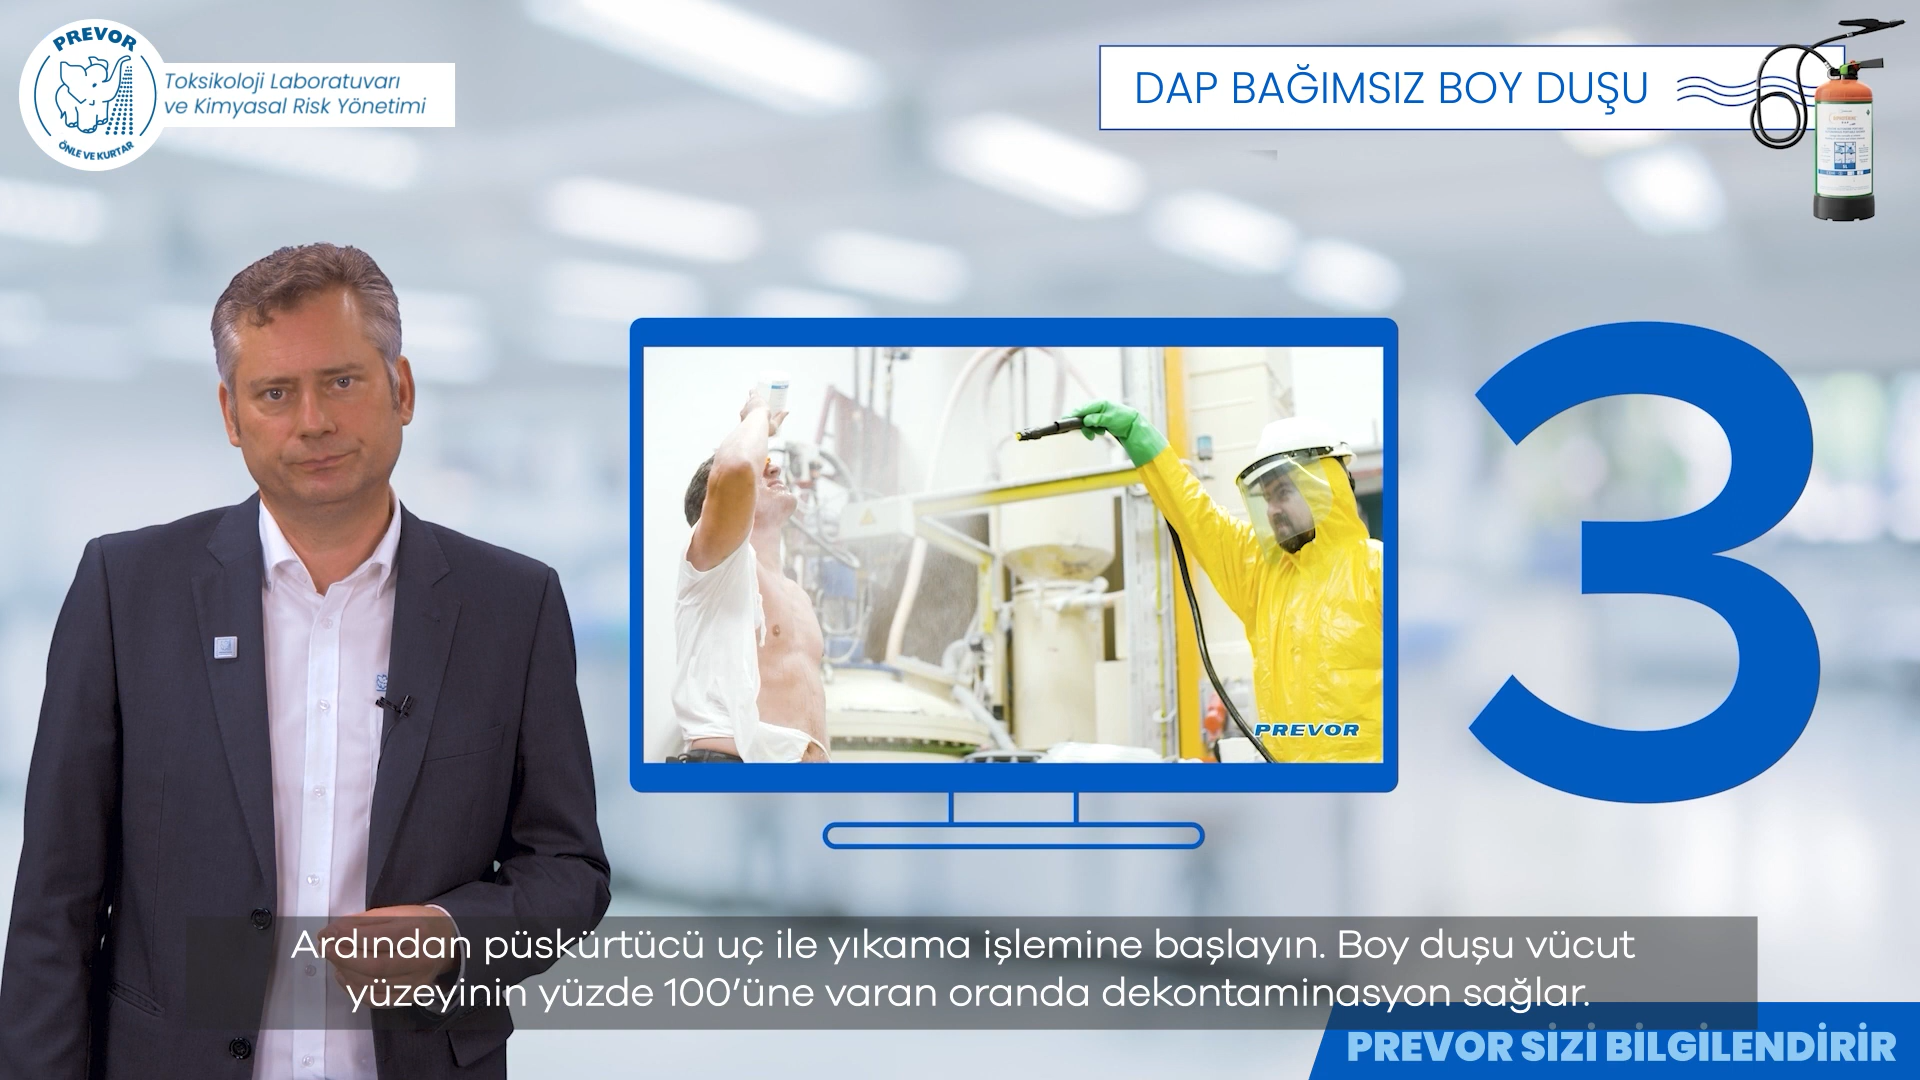 PREVOR
Toksikoloji Laboratuvarı
ve Kimyasal Risk Yönetimi
ÖNLE VE KURTAR
DAP BAĞIMSIZ BOY DUŞU
3
PREVOR
Ardından püskürtücü uç ile yıkama işlemine başlayın. Boy duşu vücut
yüzeyinin yüzde 100’üne varan oranda dekontaminasyon sağlar.
PREVOR SİZİ BİLGİLENDİRİR